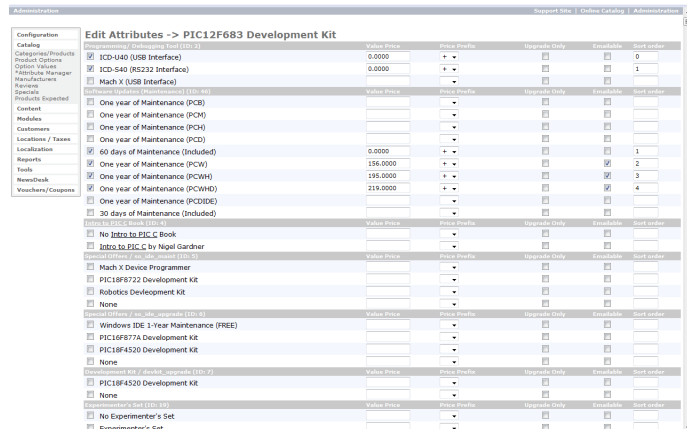 Administration Support Site | Online Catalog | Administration
Configuration
Catalog
Categories/Products
Product Options
Option Values
*Attribute Manager
Manufacturers
Reviews
Specials
Products Expected
Content
Modules
Customers
Locations / Taxes
Localization
Reports
Tools
NewsDesk
Vouchers/Coupons
Edit Attributes -> PIC12F683 Development Kit
Programming/ Debugging Tool (ID: 2) Value Price Price Prefix Upgrade Only Emailable Sort order
ICD-U40 (USB Interface) 0.0000 + 0
ICD-S40 (RS232 Interface) 0.0000 + 1
Mach X (USB Interface)
Software Updates (Maintenance) Value Price Price Prefix Upgrade Only Emailable Sort order
One year of Maintenance (PCB)
One year of Maintenance (PCM)
One year of Maintenance (PCH)
One year of Maintenance (PCD)
60 days of Maintenance (Included) 0.0000 + 1
One year of Maintenance (PCW) 156.0000 + 2
One year of Maintenance (PCWH) 195.0000 + 3
One year of Maintenance (PCWHD) 219.0000 + 4
One year of Maintenance (PCDIDE)
30 days of Maintenance (Included)
Intro to PIC C Book (ID: 4) Value Price Price Prefix Upgrade Only Emailable Sort order
No Intro to PIC C Book
Intro to PIC C by Nigel Gardner
Special Offers / so_ide_maint (ID: 5) Value Price Price Prefix Upgrade Only Emailable Sort order
Mach X Device Programmer
PIC18F8722 Development Kit
Robotics Devleopment Kit
None
Special Offers / so_ide_upgrade (ID: 6) Value Price Price Prefix Upgrade Only Emailable Sort order
Windows IDE 1-Year Maintenance (FREE)
PIC16F877A Development Kit
PIC18F4520 Development Kit
None
Development Kit / devkit_upgrade (ID: 7) Value Price Price Prefix Upgrade Only Emailable Sort order
PIC18F4520 Development Kit
None
Experimenter's Set Value Price Price Prefix Upgrade Only Emailable Sort order
No Experimenter's Set
Experimenter's Set